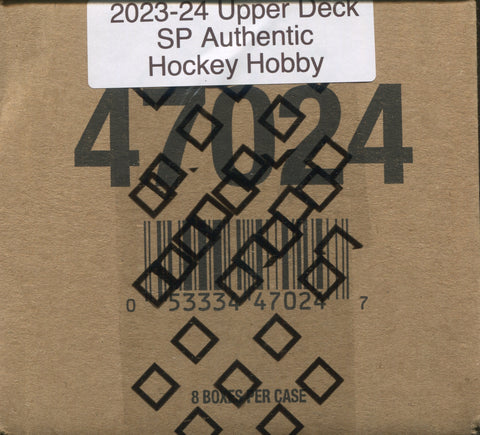 2023-24 Upper Deck
SP Authentic
Hockey Hobby
47024
0 53334 47024 7
8 BOXES PER CASE